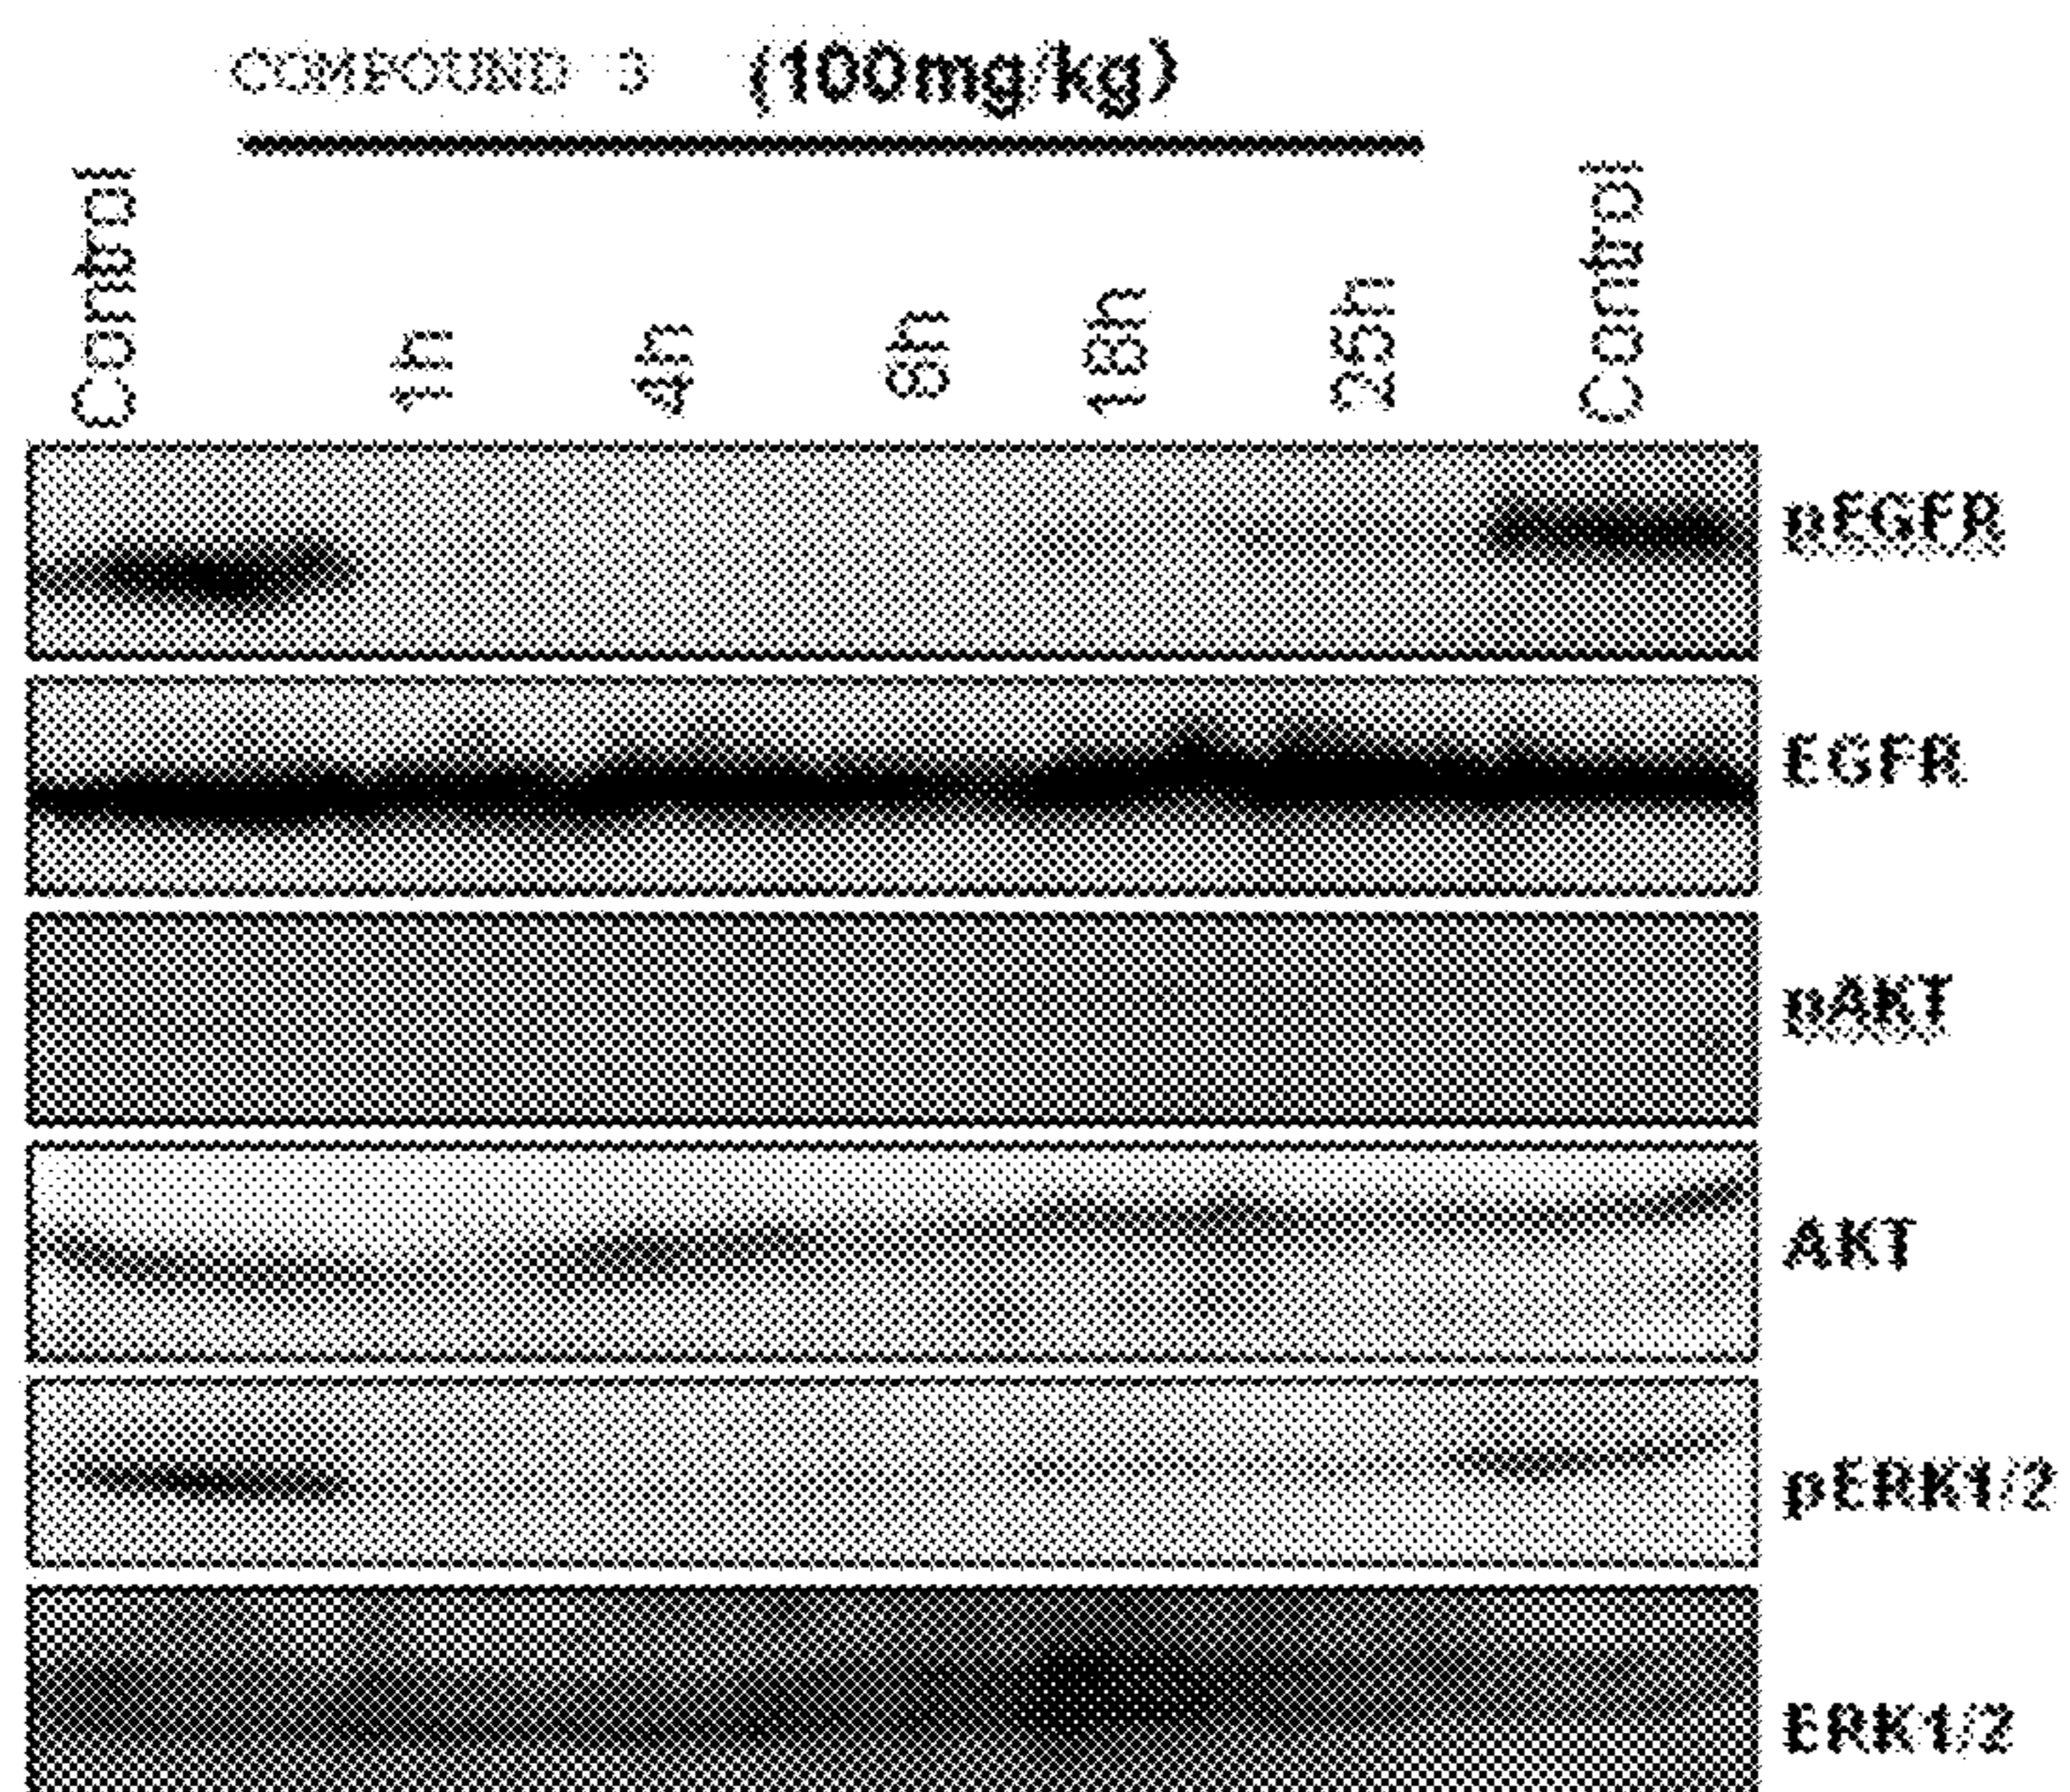 COMPOUND 3 (100mg/kg)
Control 1h 4h 8h 18h 25h Control
pEGFR
EGFR
pAKT
AKT
pERK1/2
ERK1/2